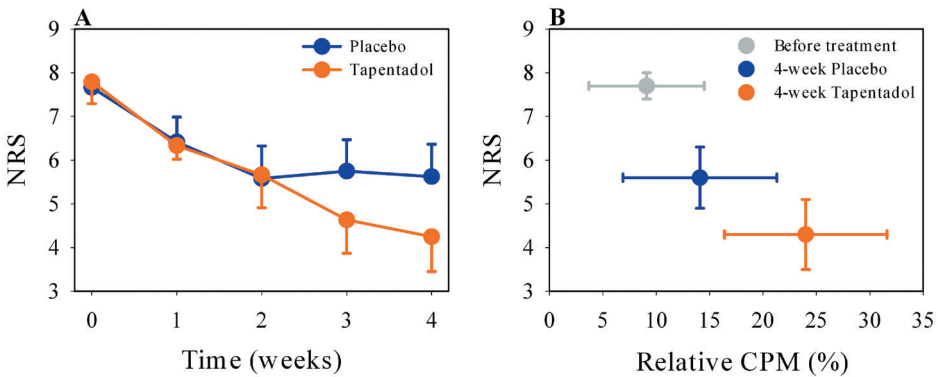 A
9
8
7
6
5
4
3
NRS
Placebo
Tapentadol
0 1 2 3 4
Time (weeks)
B
9
8
7
6
5
4
3
NRS
Before treatment
4-week Placebo
4-week Tapentadol
0 5 10 15 20 25 30 35
Relative CPM (%)